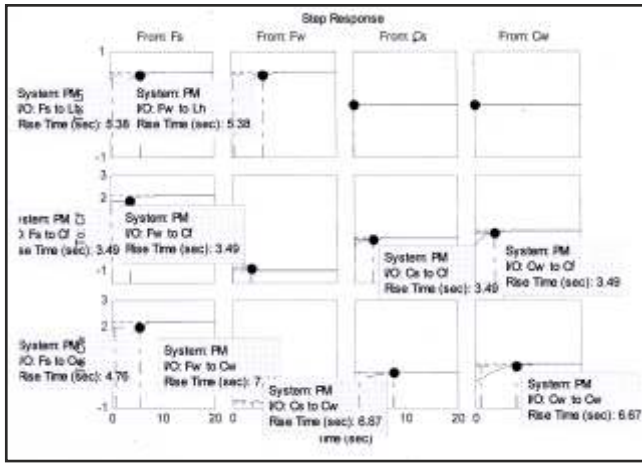 Step Response
From: Fs From: Fw From: Cs From: Cw
1
System: PM
I/O: Fs to Lh
Rise Time (sec): 5.38
System: PM
I/O: Fw to Lh
Rise Time (sec): 5.38
-1
3
2
System: PM
I/O: Fs to Cf
Rise Time (sec): 3.49
System: PM
I/O: Fw to Cf
Rise Time (sec): 3.49
System: PM
I/O: Cs to Cf
Rise Time (sec): 3.49
System: PM
I/O: Cw to Cf
Rise Time (sec): 3.49
-1
3
2
System: PM
I/O: Fs to Cw
Rise Time (sec): 4.76
System: PM
I/O: Fw to Cw
Rise Time (sec): 7.
System: PM
I/O: Cs to Cw
Rise Time (sec): 6.67
System: PM
I/O: Cw to Cw
Rise Time (sec): 6.67
-1
0 10 20 0 10 20 0 10 20
Time (sec)